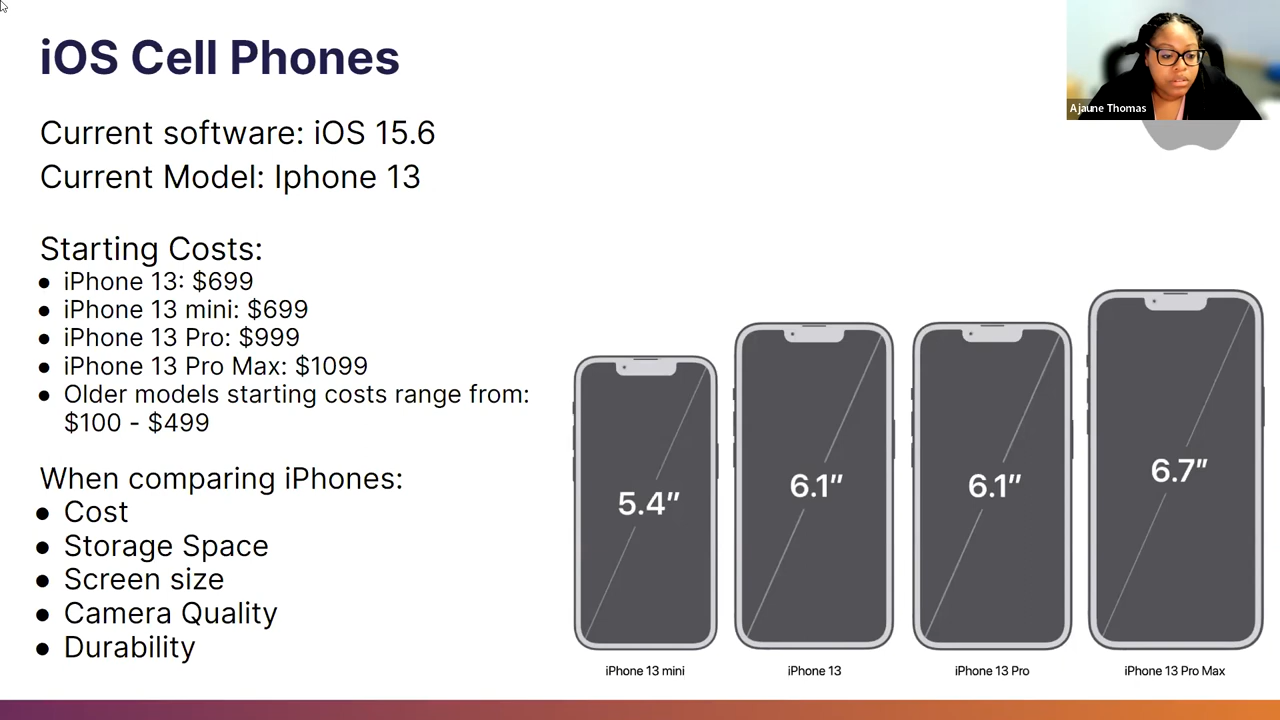 iOS Cell Phones
Ajaune Thomas
Current software: iOS 15.6
Current Model: Iphone 13
Starting Costs:
● iPhone 13: $699
● iPhone 13 mini: $699
● iPhone 13 Pro: $999
● iPhone 13 Pro Max: $1099
● Older models starting costs range from:
$100 - $499
When comparing iPhones:
● Cost
● Storage Space
● Screen size
● Camera Quality
● Durability
5.4”
6.1”
6.1”
6.7”
iPhone 13 mini
iPhone 13
iPhone 13 Pro
iPhone 13 Pro Max